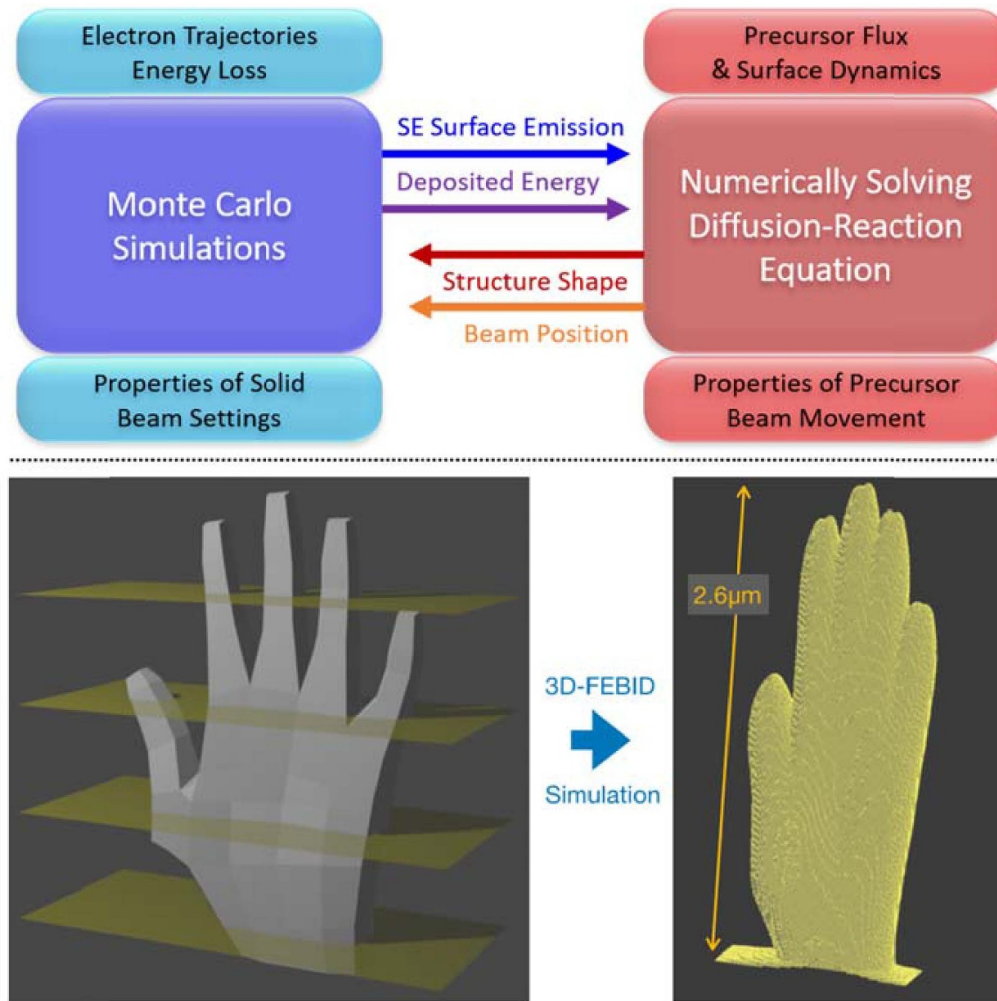 Electron Trajectories
Energy Loss
Precursor Flux
& Surface Dynamics
Monte Carlo
Simulations
SE Surface Emission
Deposited Energy
Structure Shape
Beam Position
Numerically Solving
Diffusion-Reaction
Equation
Properties of Solid
Beam Settings
Properties of Precursor
Beam Movement
3D-FEBID
Simulation
2.6μm